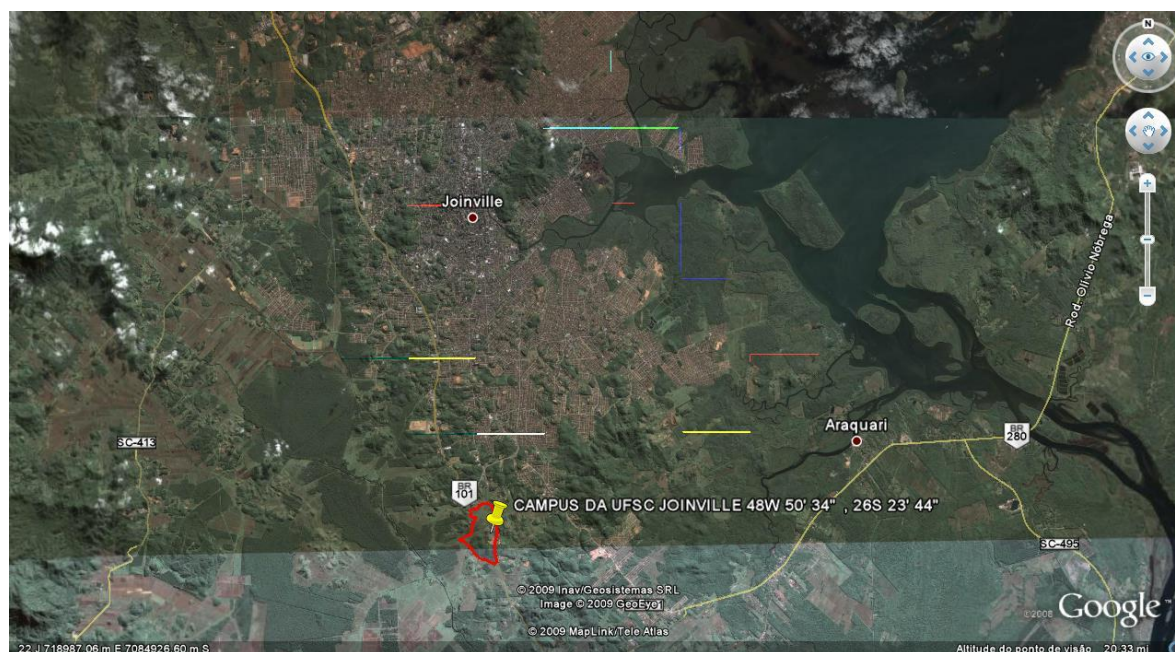 N
Joinville
Rod. Olívio Nóbrega
Araquari
BR
280
SC-413
BR
101
CAMPUS DA UFSC JOINVILLE 48W 50' 34" , 26S 23' 44"
SC-495
© 2009 Inav/Geosistemas SRL
Image © 2009 GeoEye
© 2009 MapLink/Tele Atlas
©2008 Google™
22 J 718987.06 m E 7084926.60 m S
Altitude do ponto de visão 20.33 mi